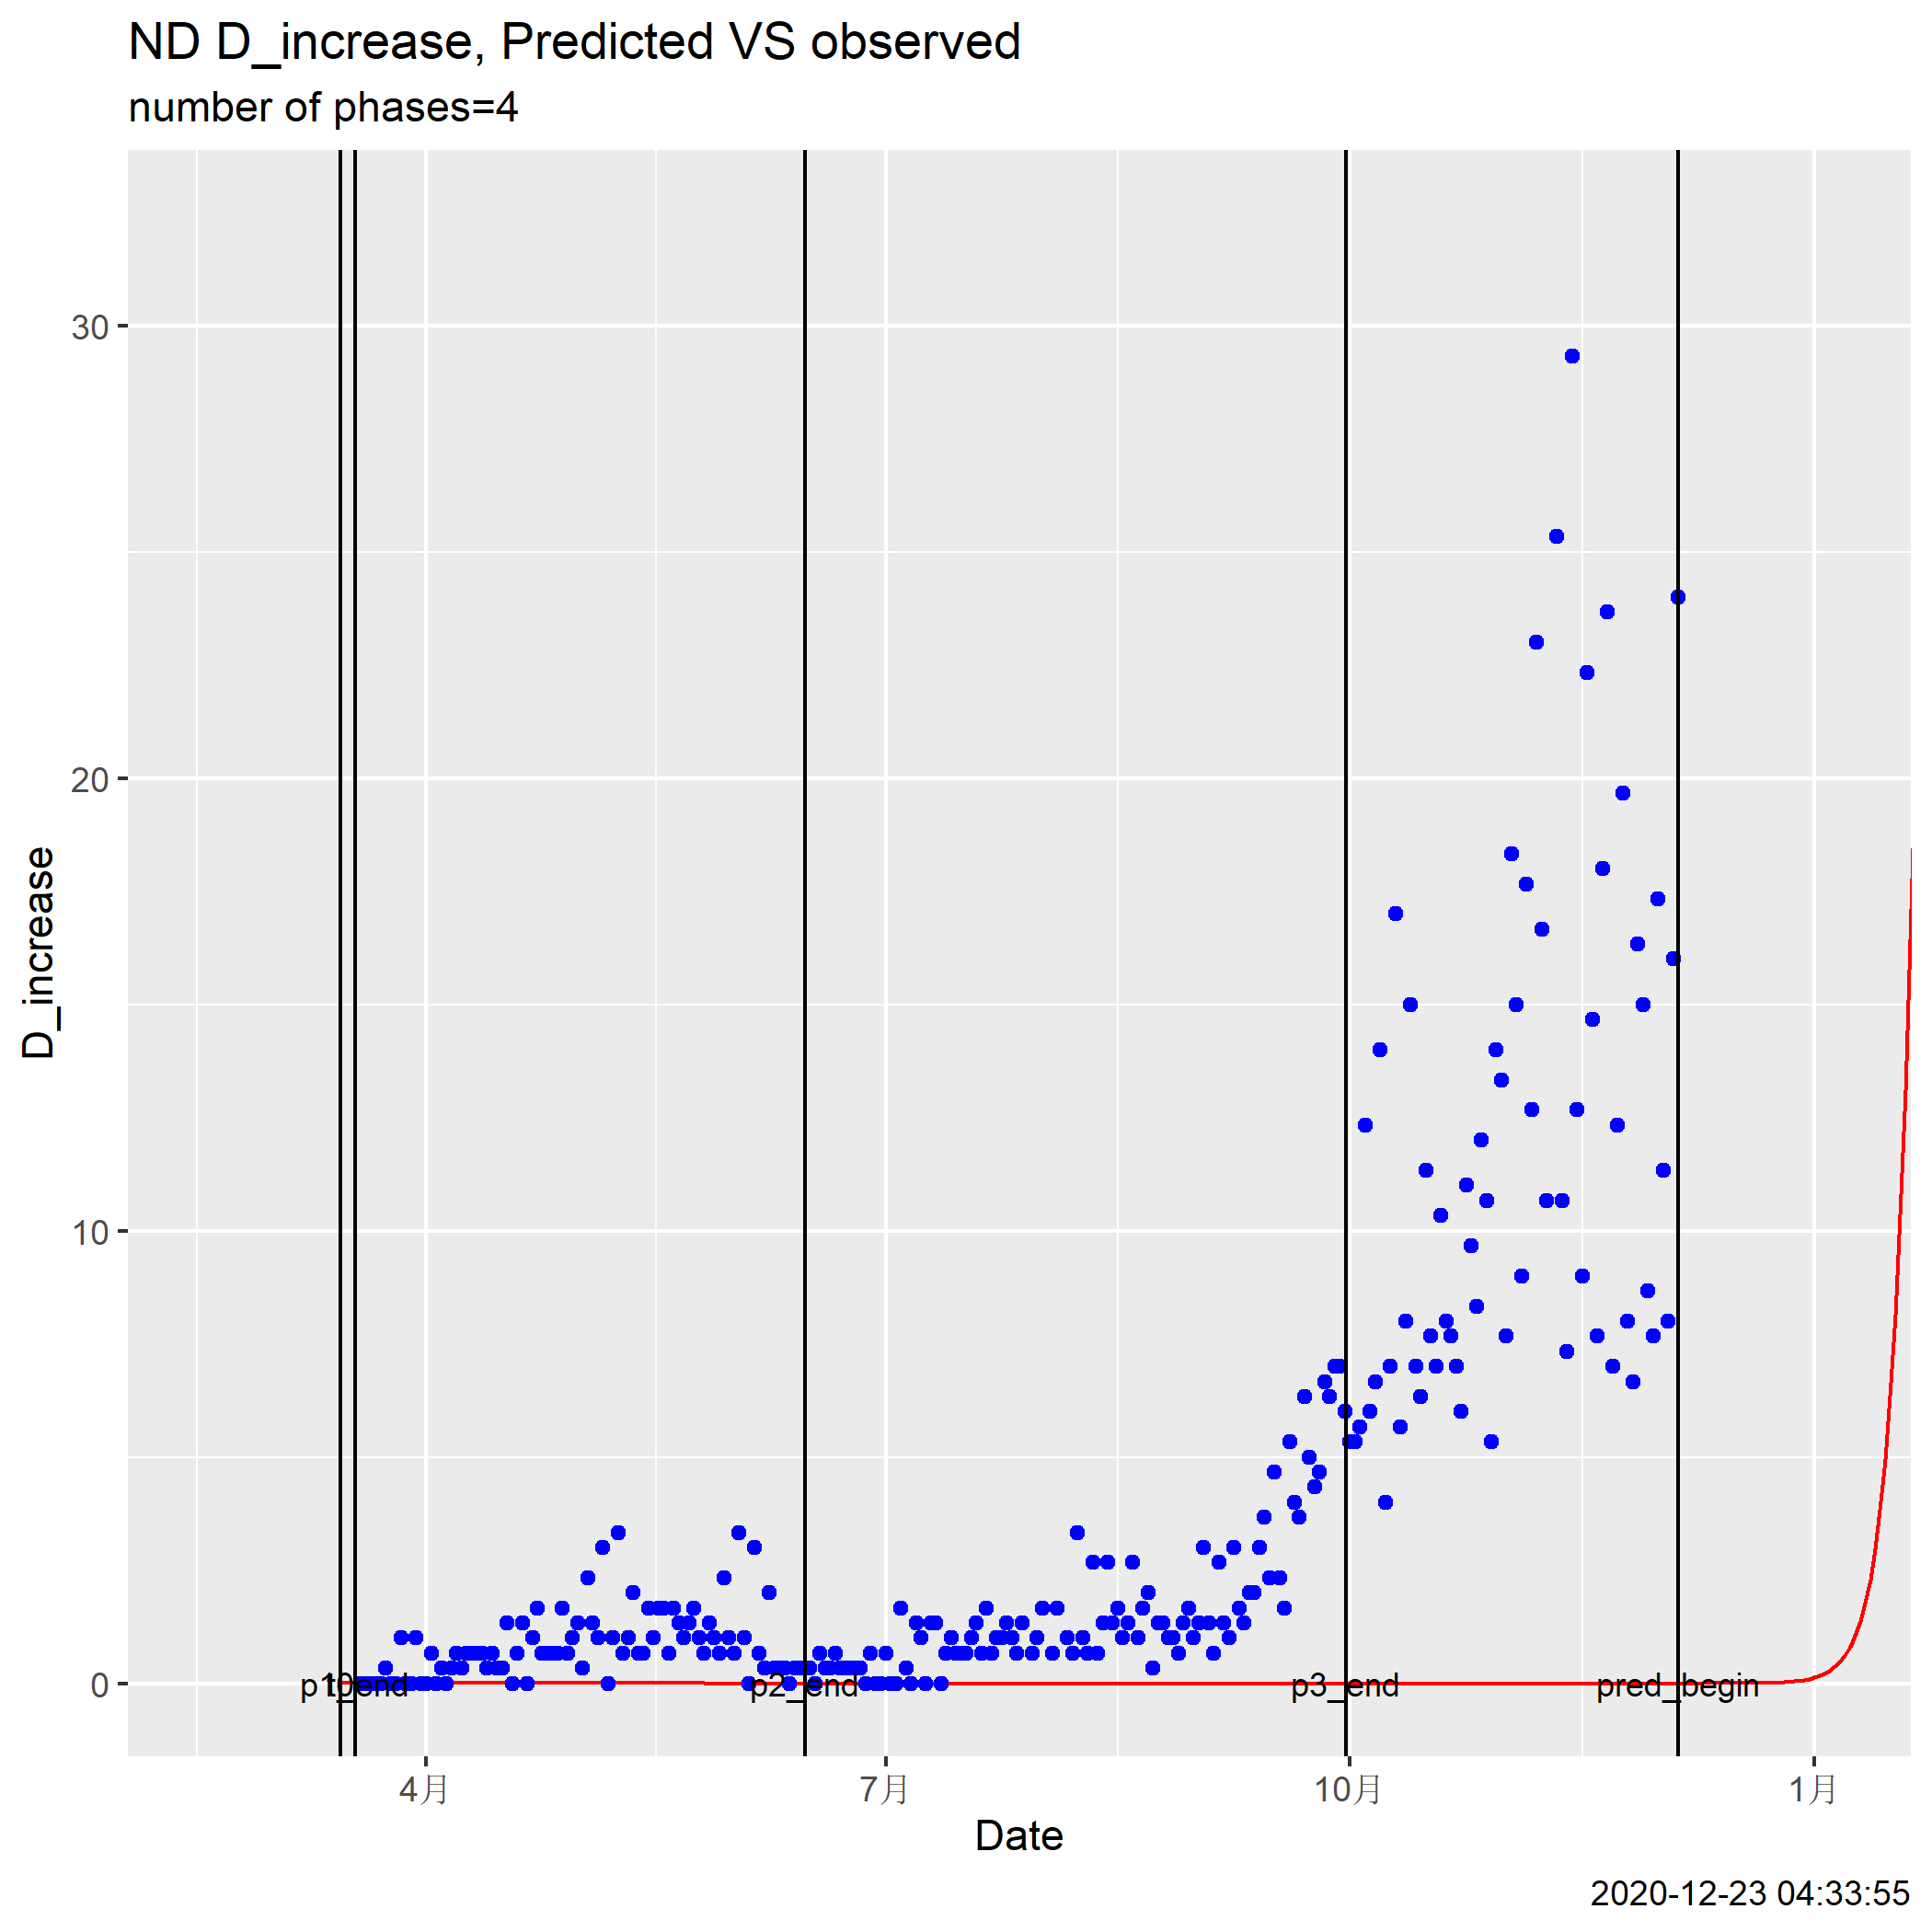 ND D_increase, Predicted VS observed
number of phases=4
30
20
10
0
D_increase
p2_end
p3_end
pred_begin
4月
7月
10月
1月
Date
2020-12-23 04:33:55